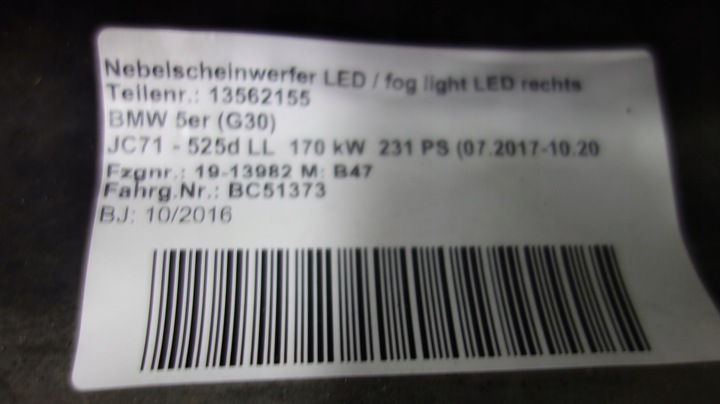 Nebelscheinwerfer LED / fog light LED rechts
Teilenr.: 13562155
BMW 5er (G30)
JC71 - 525d LL 170 kW 231 PS (07.2017-10.20
Fzgnr.: 19-13982 M: B47
Fahrg.Nr.: BC51373
BJ: 10/2016